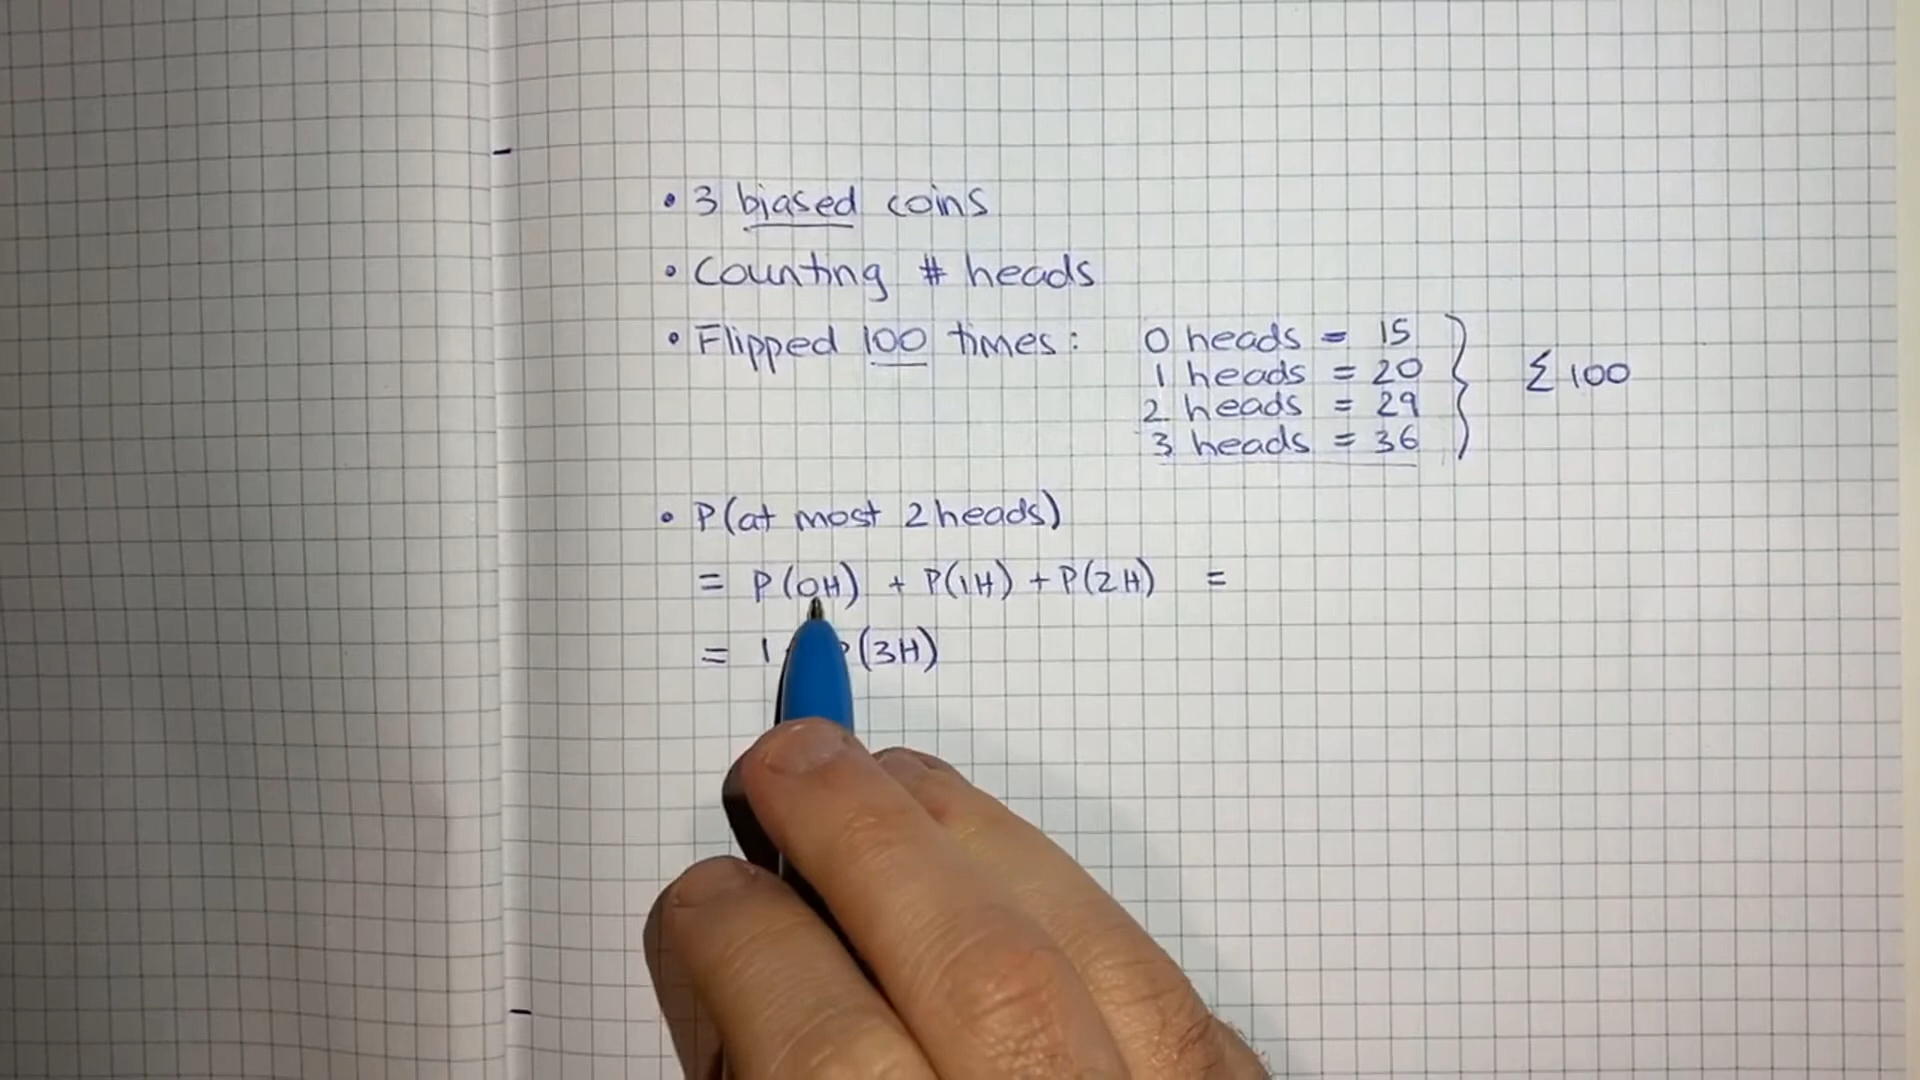 • 3 biased coins
• Counting # heads
• Flipped 100 times: 0 heads = 15
1 heads = 20
2 heads = 29
3 heads = 36
Σ 100
• P(at most 2 heads)
= P(0H) + P(1H) + P(2H) =
= 1 (3H)